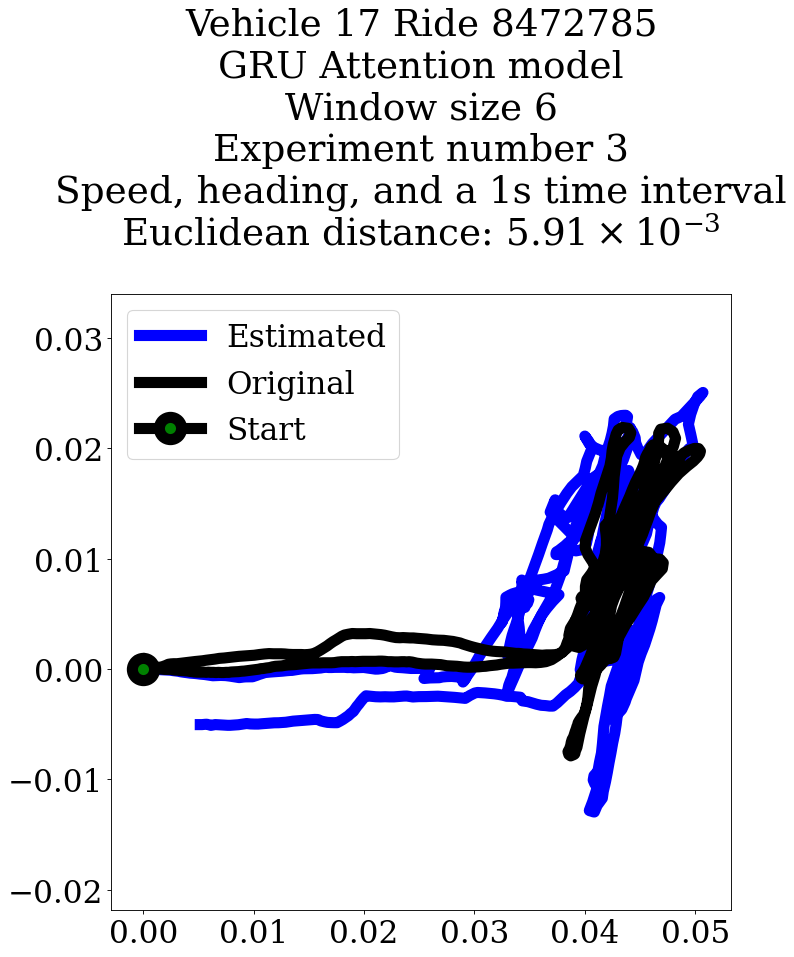 Vehicle 17 Ride 8472785
GRU Attention model
Window size 6
Experiment number 3
Speed, heading, and a 1s time interval
Euclidean distance: 5.91 × 10⁻³
Estimated
Original
Start
0.03
0.02
0.01
0.00
−0.01
−0.02
0.00 0.01 0.02 0.03 0.04 0.05